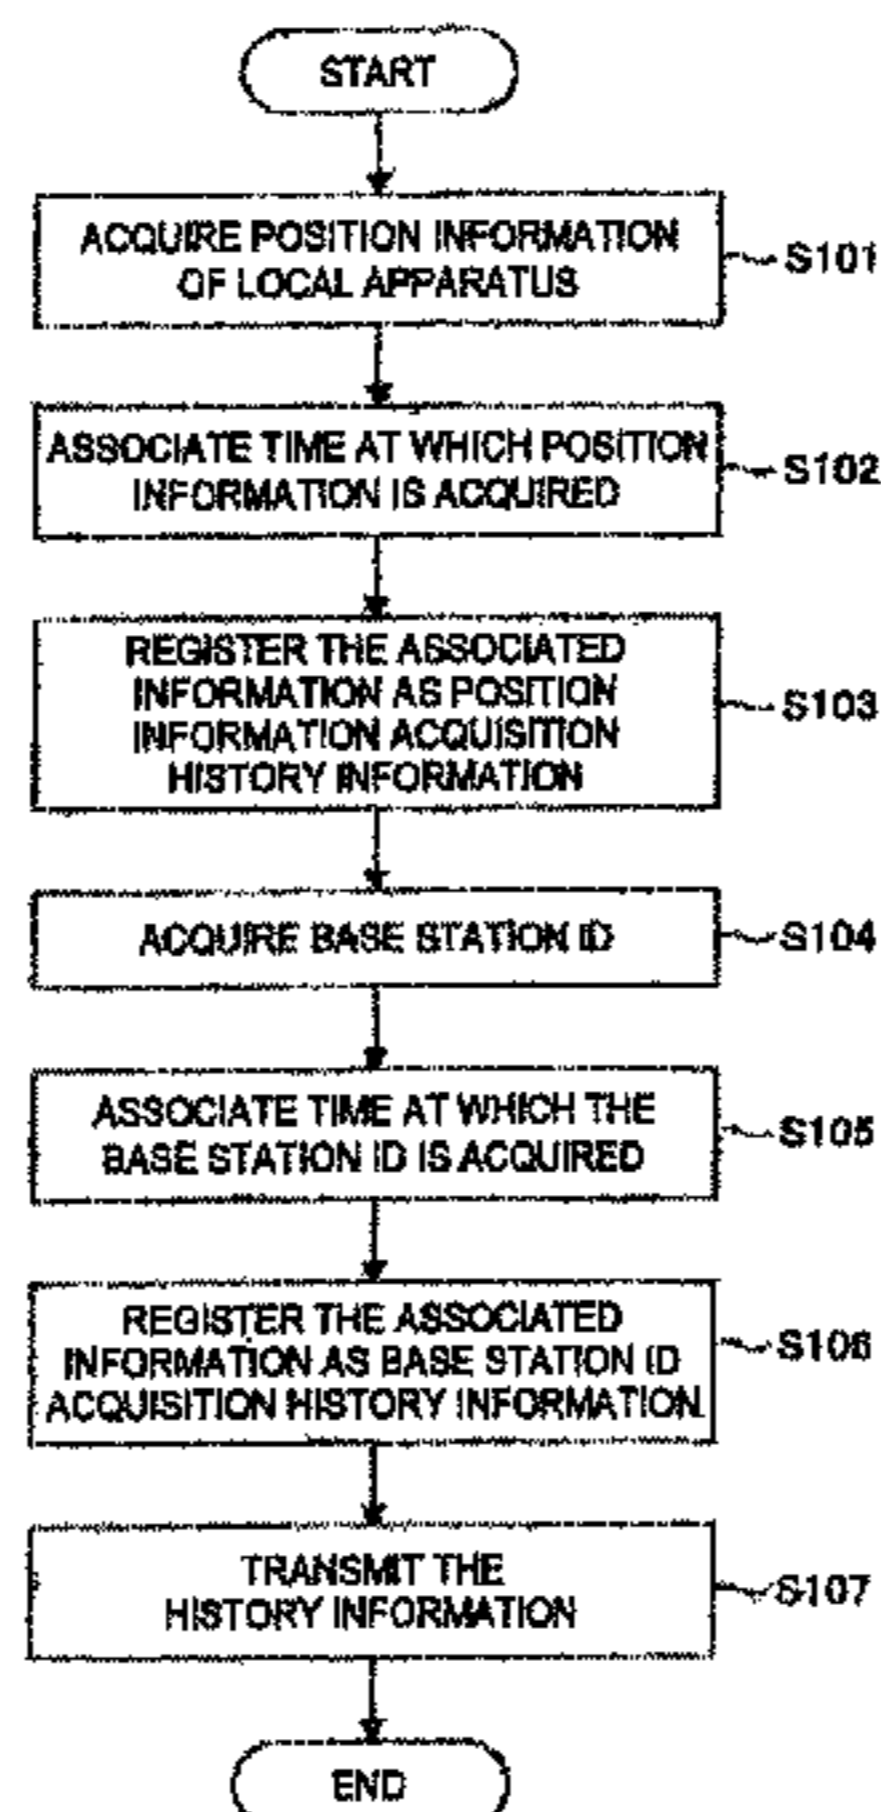 START
ACQUIRE POSITION INFORMATION
OF LOCAL APPARATUS
S101
ASSOCIATE TIME AT WHICH POSITION
INFORMATION IS ACQUIRED
S102
REGISTER THE ASSOCIATED
INFORMATION AS POSITION
INFORMATION ACQUISITION
HISTORY INFORMATION
S103
ACQUIRE BASE STATION ID
S104
ASSOCIATE TIME AT WHICH THE
BASE STATION ID IS ACQUIRED
S105
REGISTER THE ASSOCIATED
INFORMATION AS BASE STATION ID
ACQUISITION HISTORY INFORMATION
S106
TRANSMIT THE
HISTORY INFORMATION
S107
END